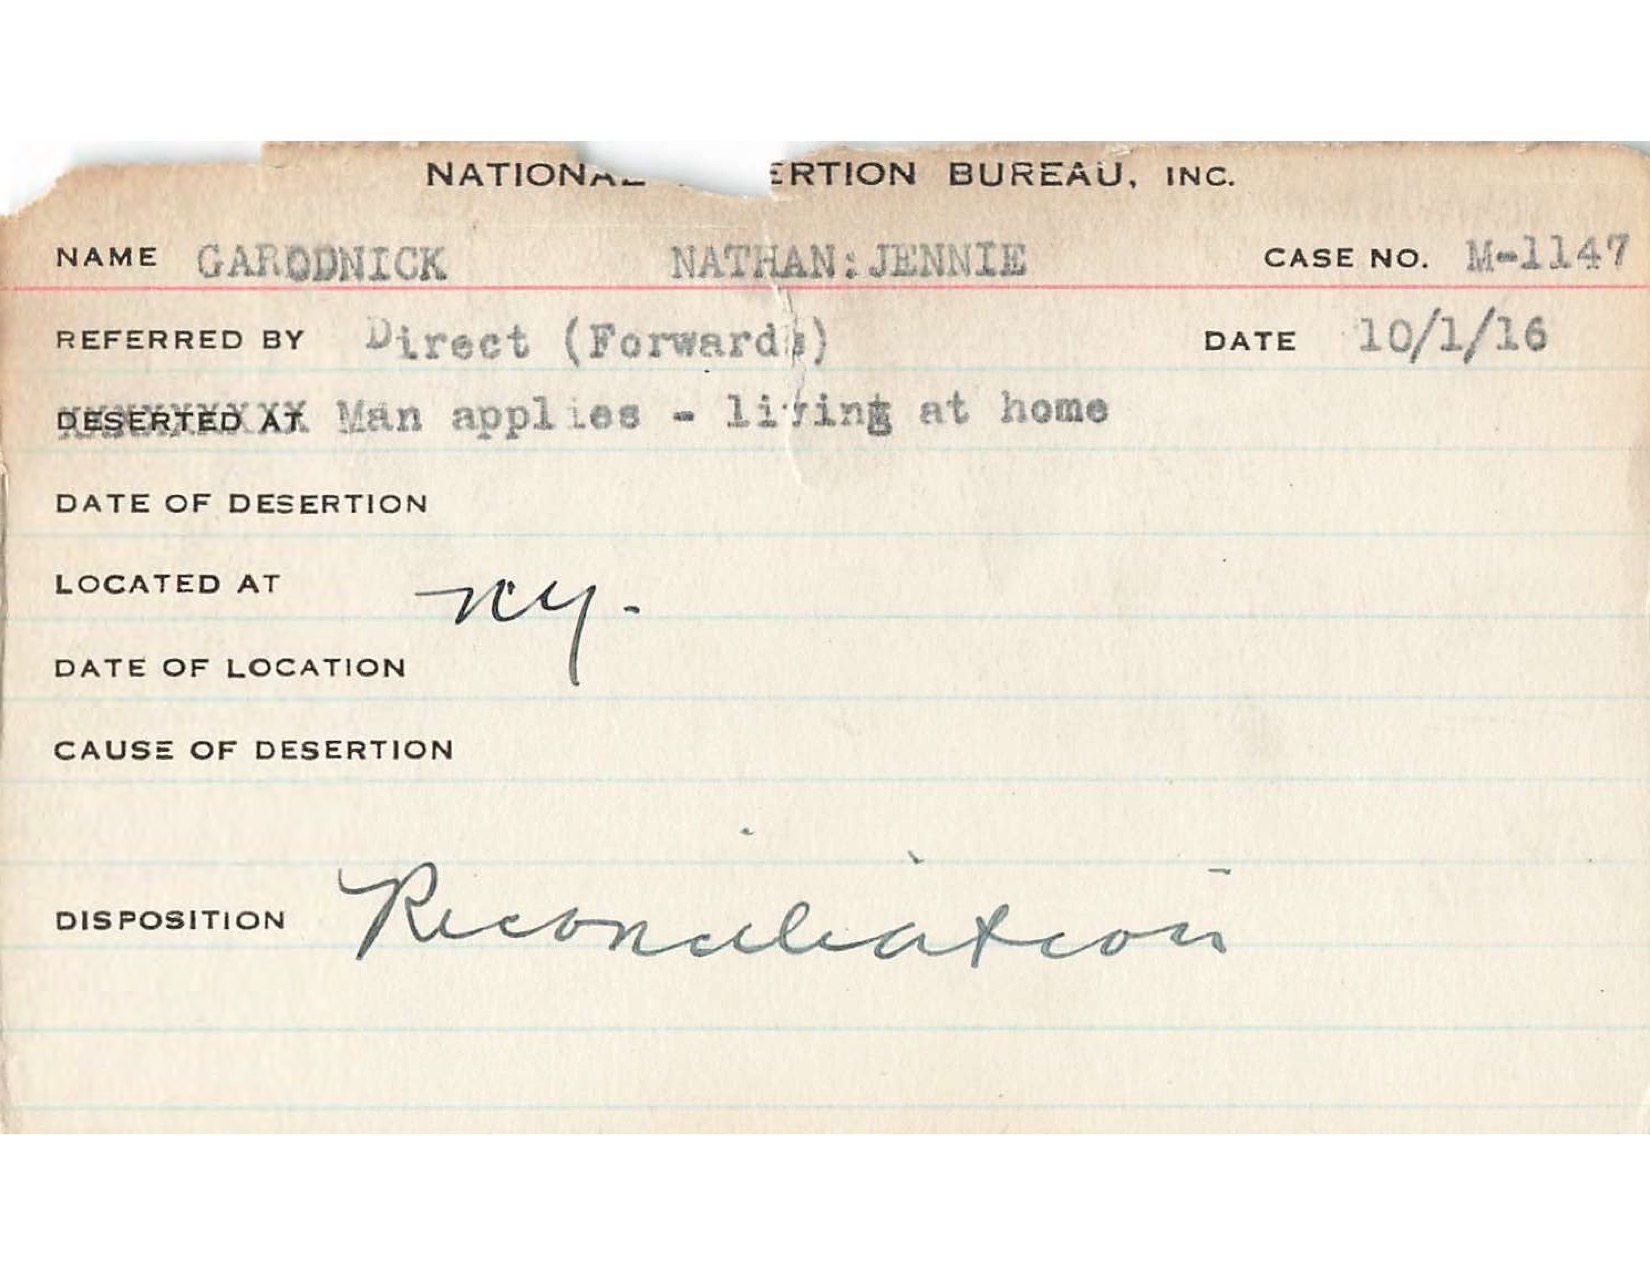 NATIONAL ERTION BUREAU, INC.
NAME GARODNICK NATHAN:JENNIE CASE NO. M-1147
REFERRED BY Direct (Forwards) DATE 10/1/16
DESERTED AT Man applies - living at home
DATE OF DESERTION
LOCATED AT NY.
DATE OF LOCATION
CAUSE OF DESERTION
DISPOSITION Reconciliation